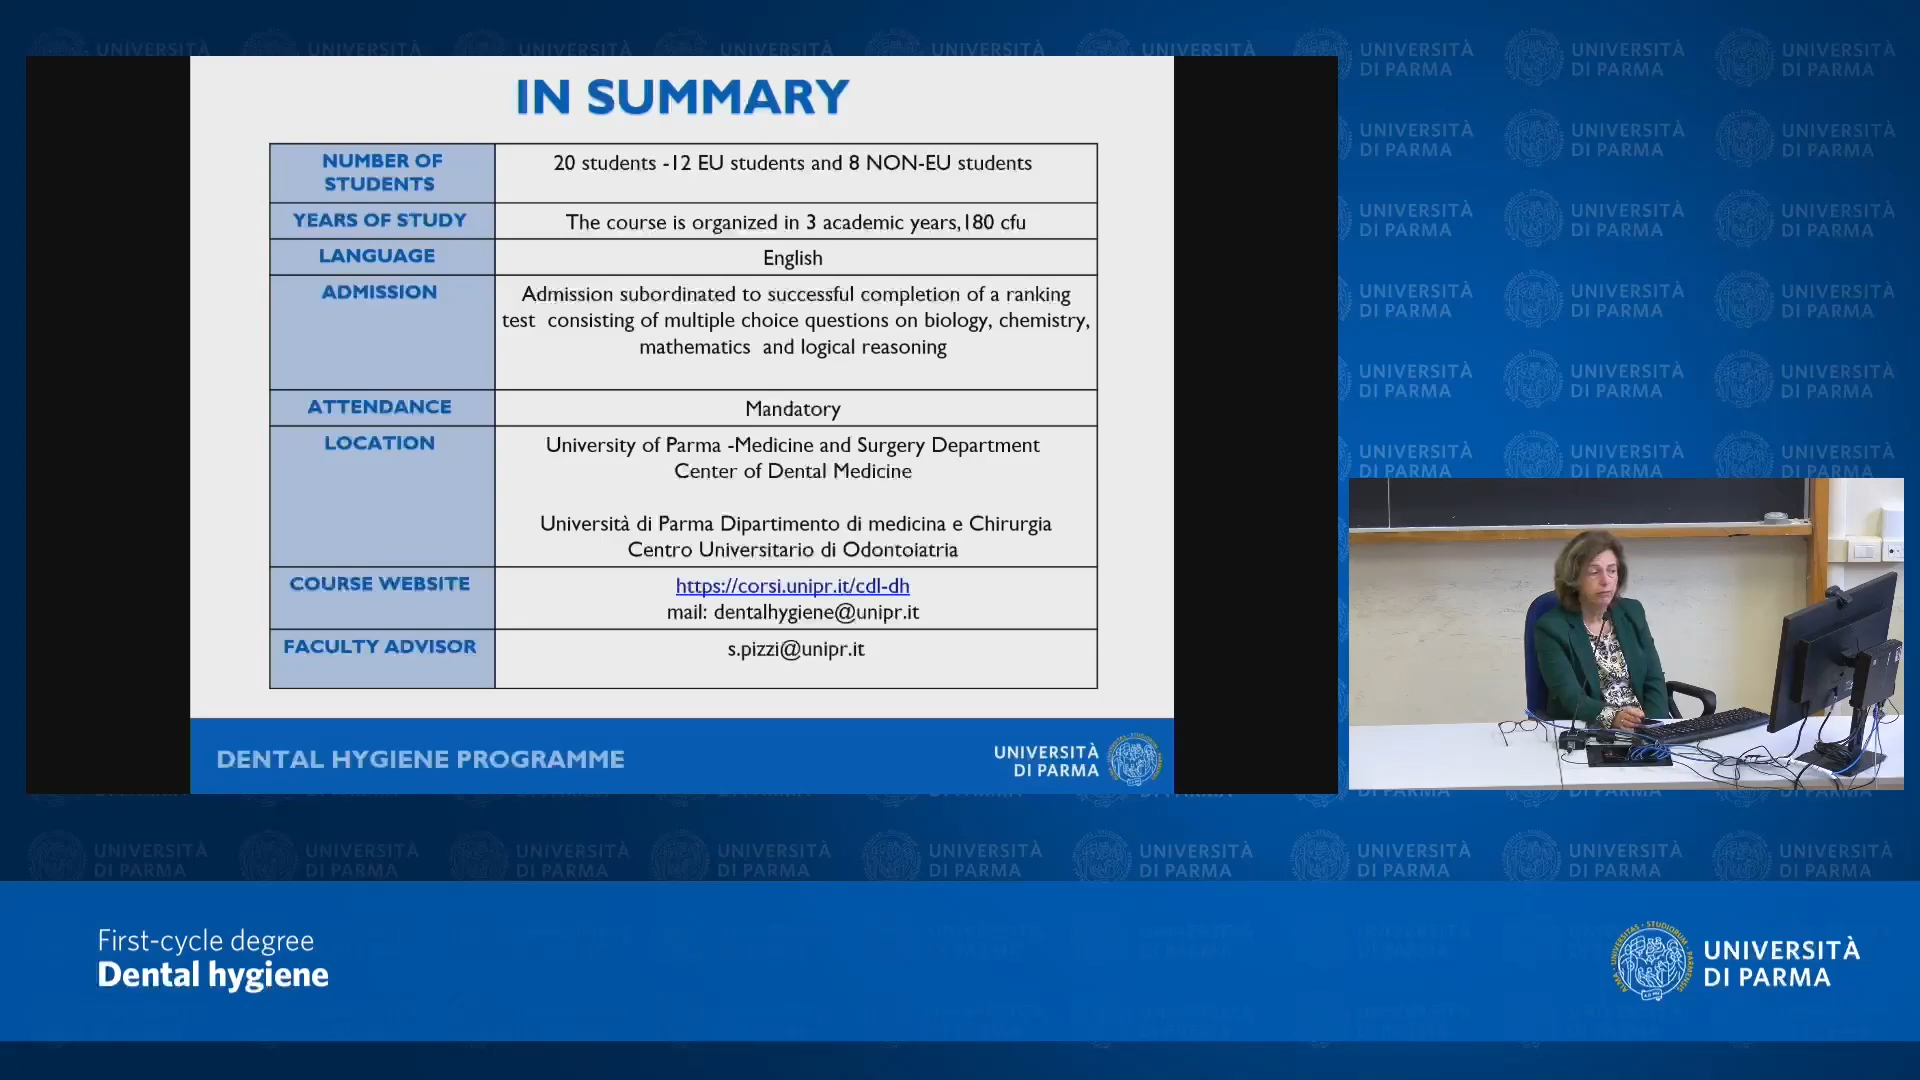 IN SUMMARY
NUMBER OF
STUDENTS
20 students -12 EU students and 8 NON-EU students
YEARS OF STUDY
The course is organized in 3 academic years,180 cfu
LANGUAGE
English
ADMISSION
Admission subordinated to successful completion of a ranking
test consisting of multiple choice questions on biology, chemistry,
mathematics and logical reasoning
ATTENDANCE
Mandatory
LOCATION
University of Parma -Medicine and Surgery Department
Center of Dental Medicine
Università di Parma Dipartimento di medicina e Chirurgia
Centro Universitario di Odontoiatria
COURSE WEBSITE
https://corsi.unipr.it/cdl-dh
mail: dentalhygiene@unipr.it
FACULTY ADVISOR
s.pizzi@unipr.it
DENTAL HYGIENE PROGRAMME
UNIVERSITÀ
DI PARMA
First-cycle degree
Dental hygiene
UNIVERSITÀ
DI PARMA